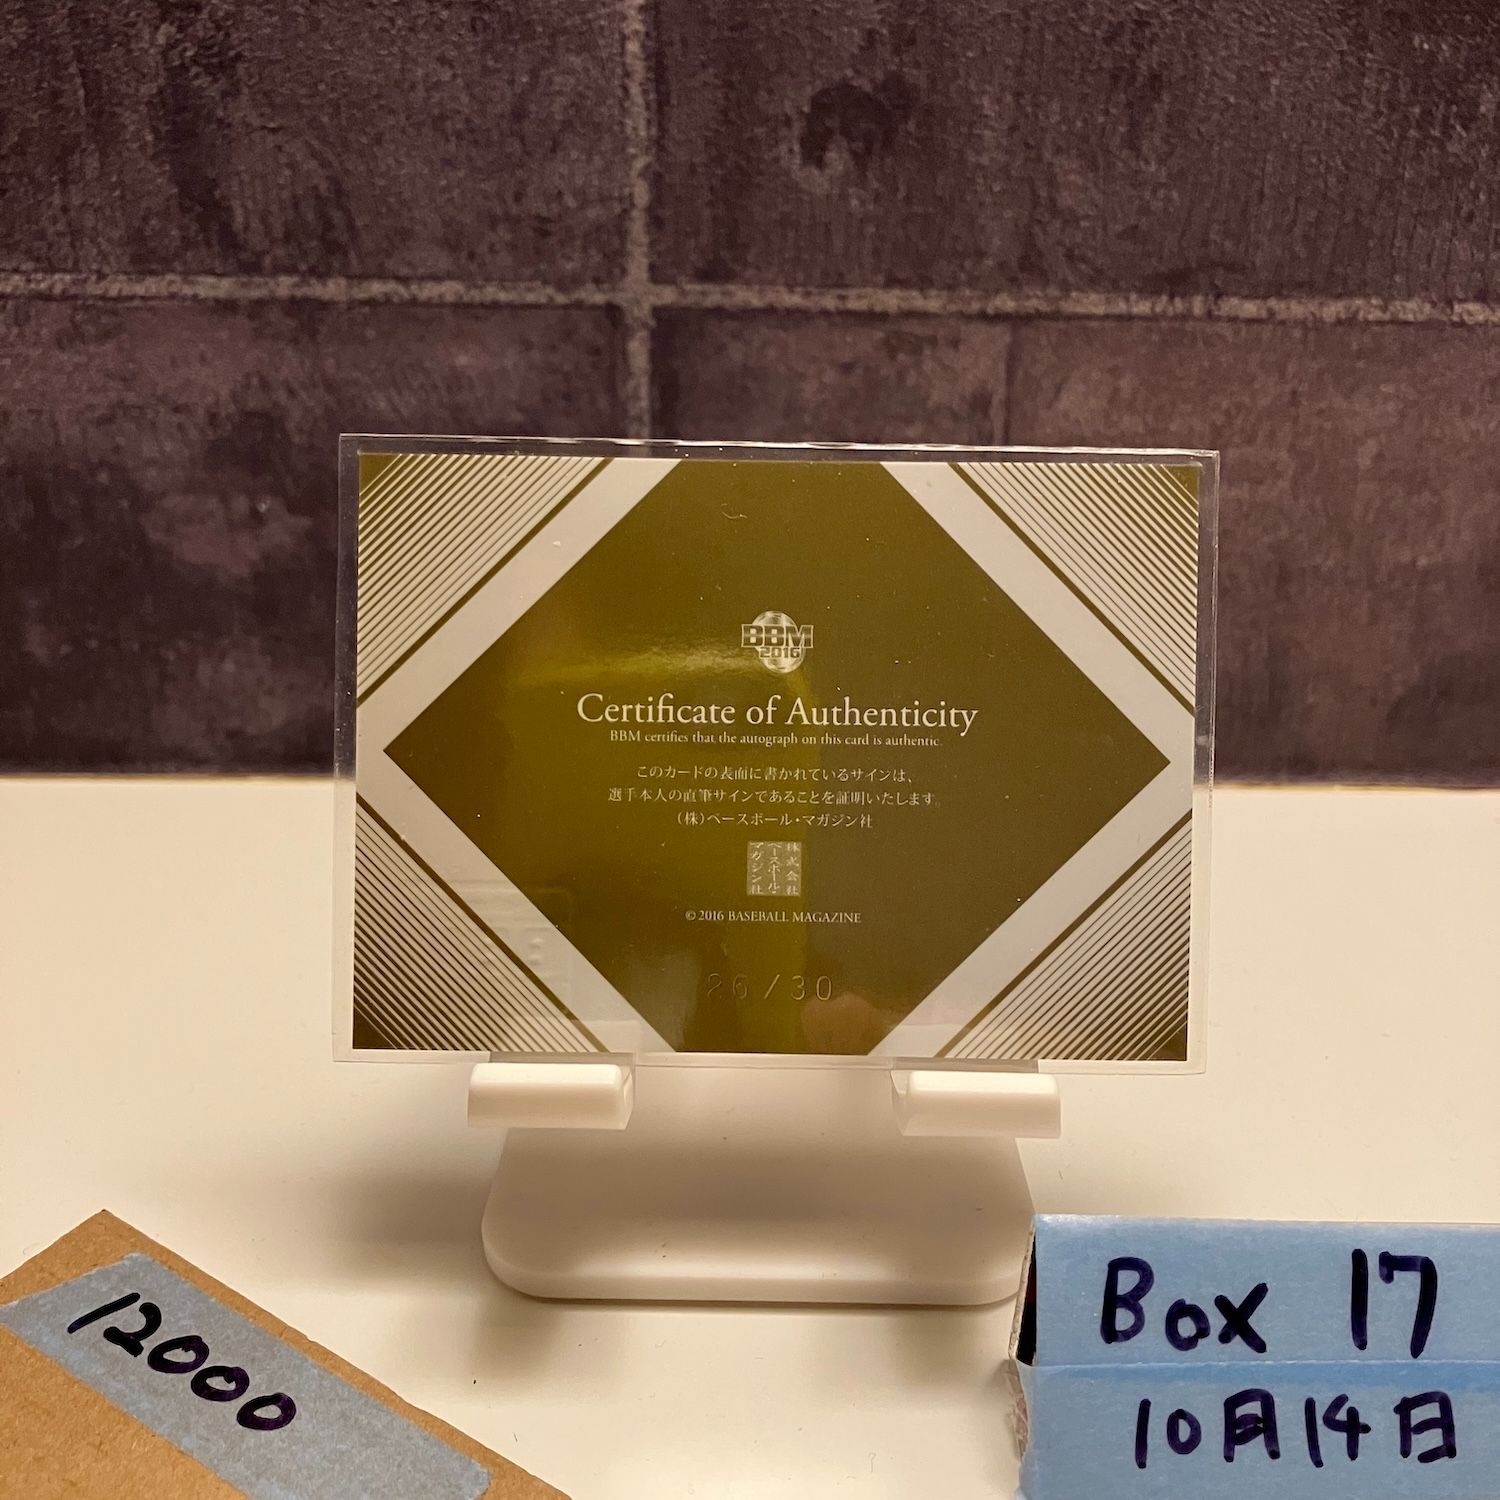 BBM
2016
Certificate of Authenticity
BBM certifies that the autograph on this card is authentic.
このカードの表面に書かれているサインは、
選手本人の直筆サインであることを証明いたします。
(株)ベースボール・マガジン社
株式会社
ベースボール・
マガジン社
© 2016 BASEBALL MAGAZINE
26/30
12000
Box 17
10月14日